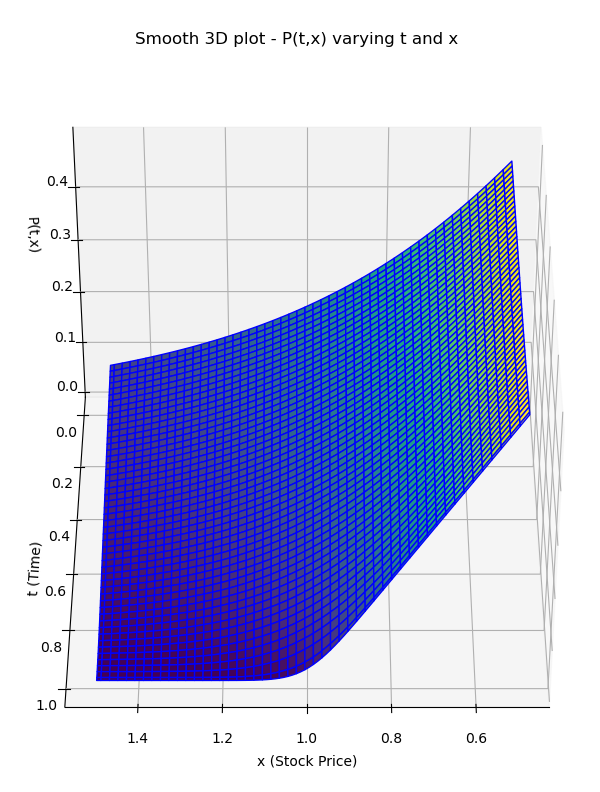 Smooth 3D plot - P(t,x) varying t and x
0.4
P(t,x)
0.3
0.2
0.1
0.0
0.0
0.2
0.4
t (Time)
0.6
0.8
1.0
1.4 1.2 1.0 0.8 0.6
x (Stock Price)